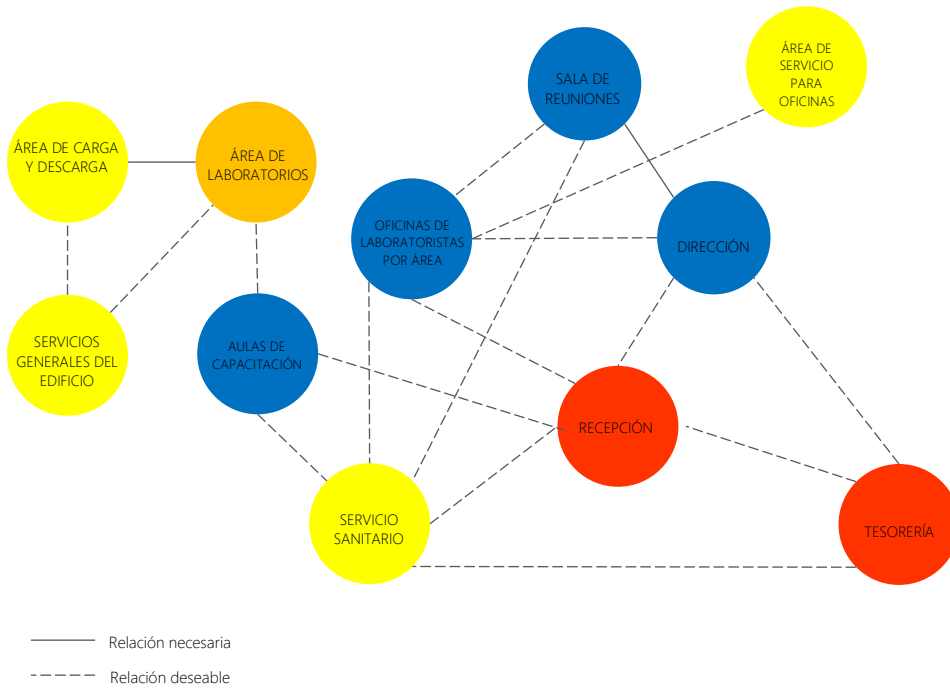 ÁREA DE
SERVICIO
PARA
OFICINAS
SALA DE
REUNIONES
ÁREA DE CARGA
Y DESCARGA
ÁREA DE
LABORATORIOS
OFICINAS DE
LABORATORISTAS
POR ÁREA
DIRECCIÓN
SERVICIOS
GENERALES DEL
EDIFICIO
AULAS DE
CAPACITACIÓN
RECEPCIÓN
SERVICIO
SANITARIO
TESORERÍA
Relación necesaria
Relación deseable